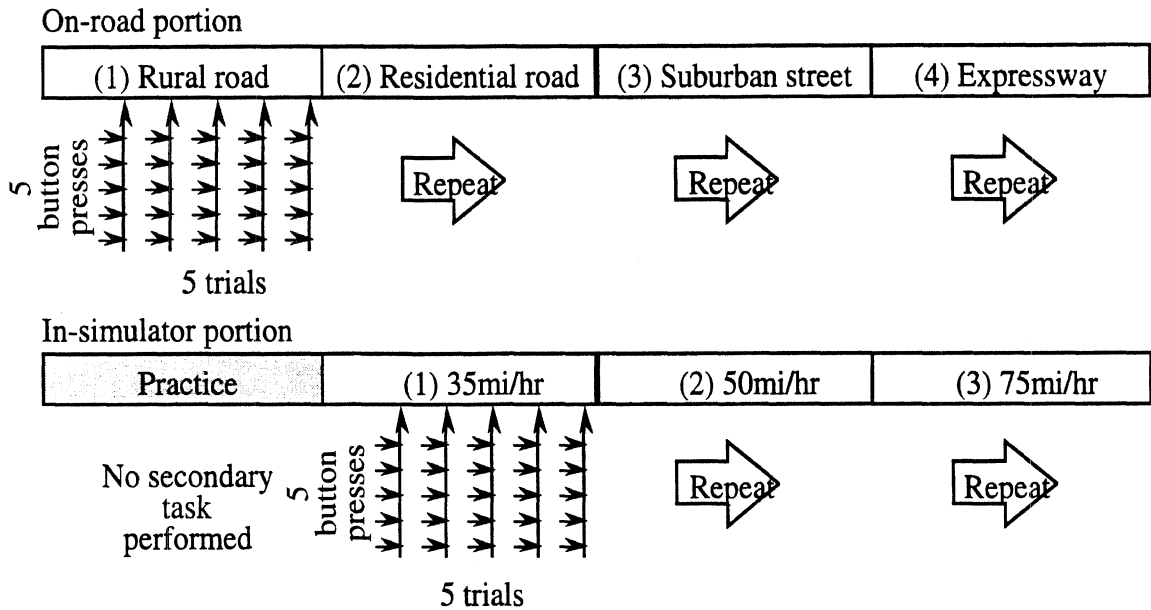 On-road portion
(1) Rural road
(2) Residential road
(3) Suburban street
(4) Expressway
5
button
presses
Repeat
Repeat
Repeat
5 trials
In-simulator portion
Practice
(1) 35mi/hr
(2) 50mi/hr
(3) 75mi/hr
No secondary
task
performed
5
button
presses
Repeat
Repeat
5 trials